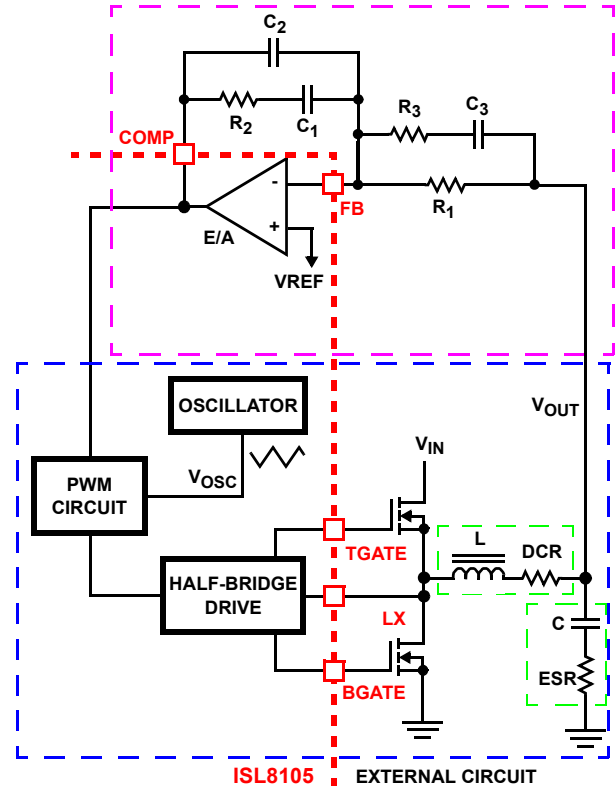 C2
R2
C1
R3
C3
COMP
R1
-
+
E/A
FB
VREF
OSCILLATOR
VOUT
PWM
CIRCUIT
VOSC
VIN
TGATE
L
DCR
HALF-BRIDGE
DRIVE
LX
C
ESR
BGATE
ISL8105
EXTERNAL CIRCUIT